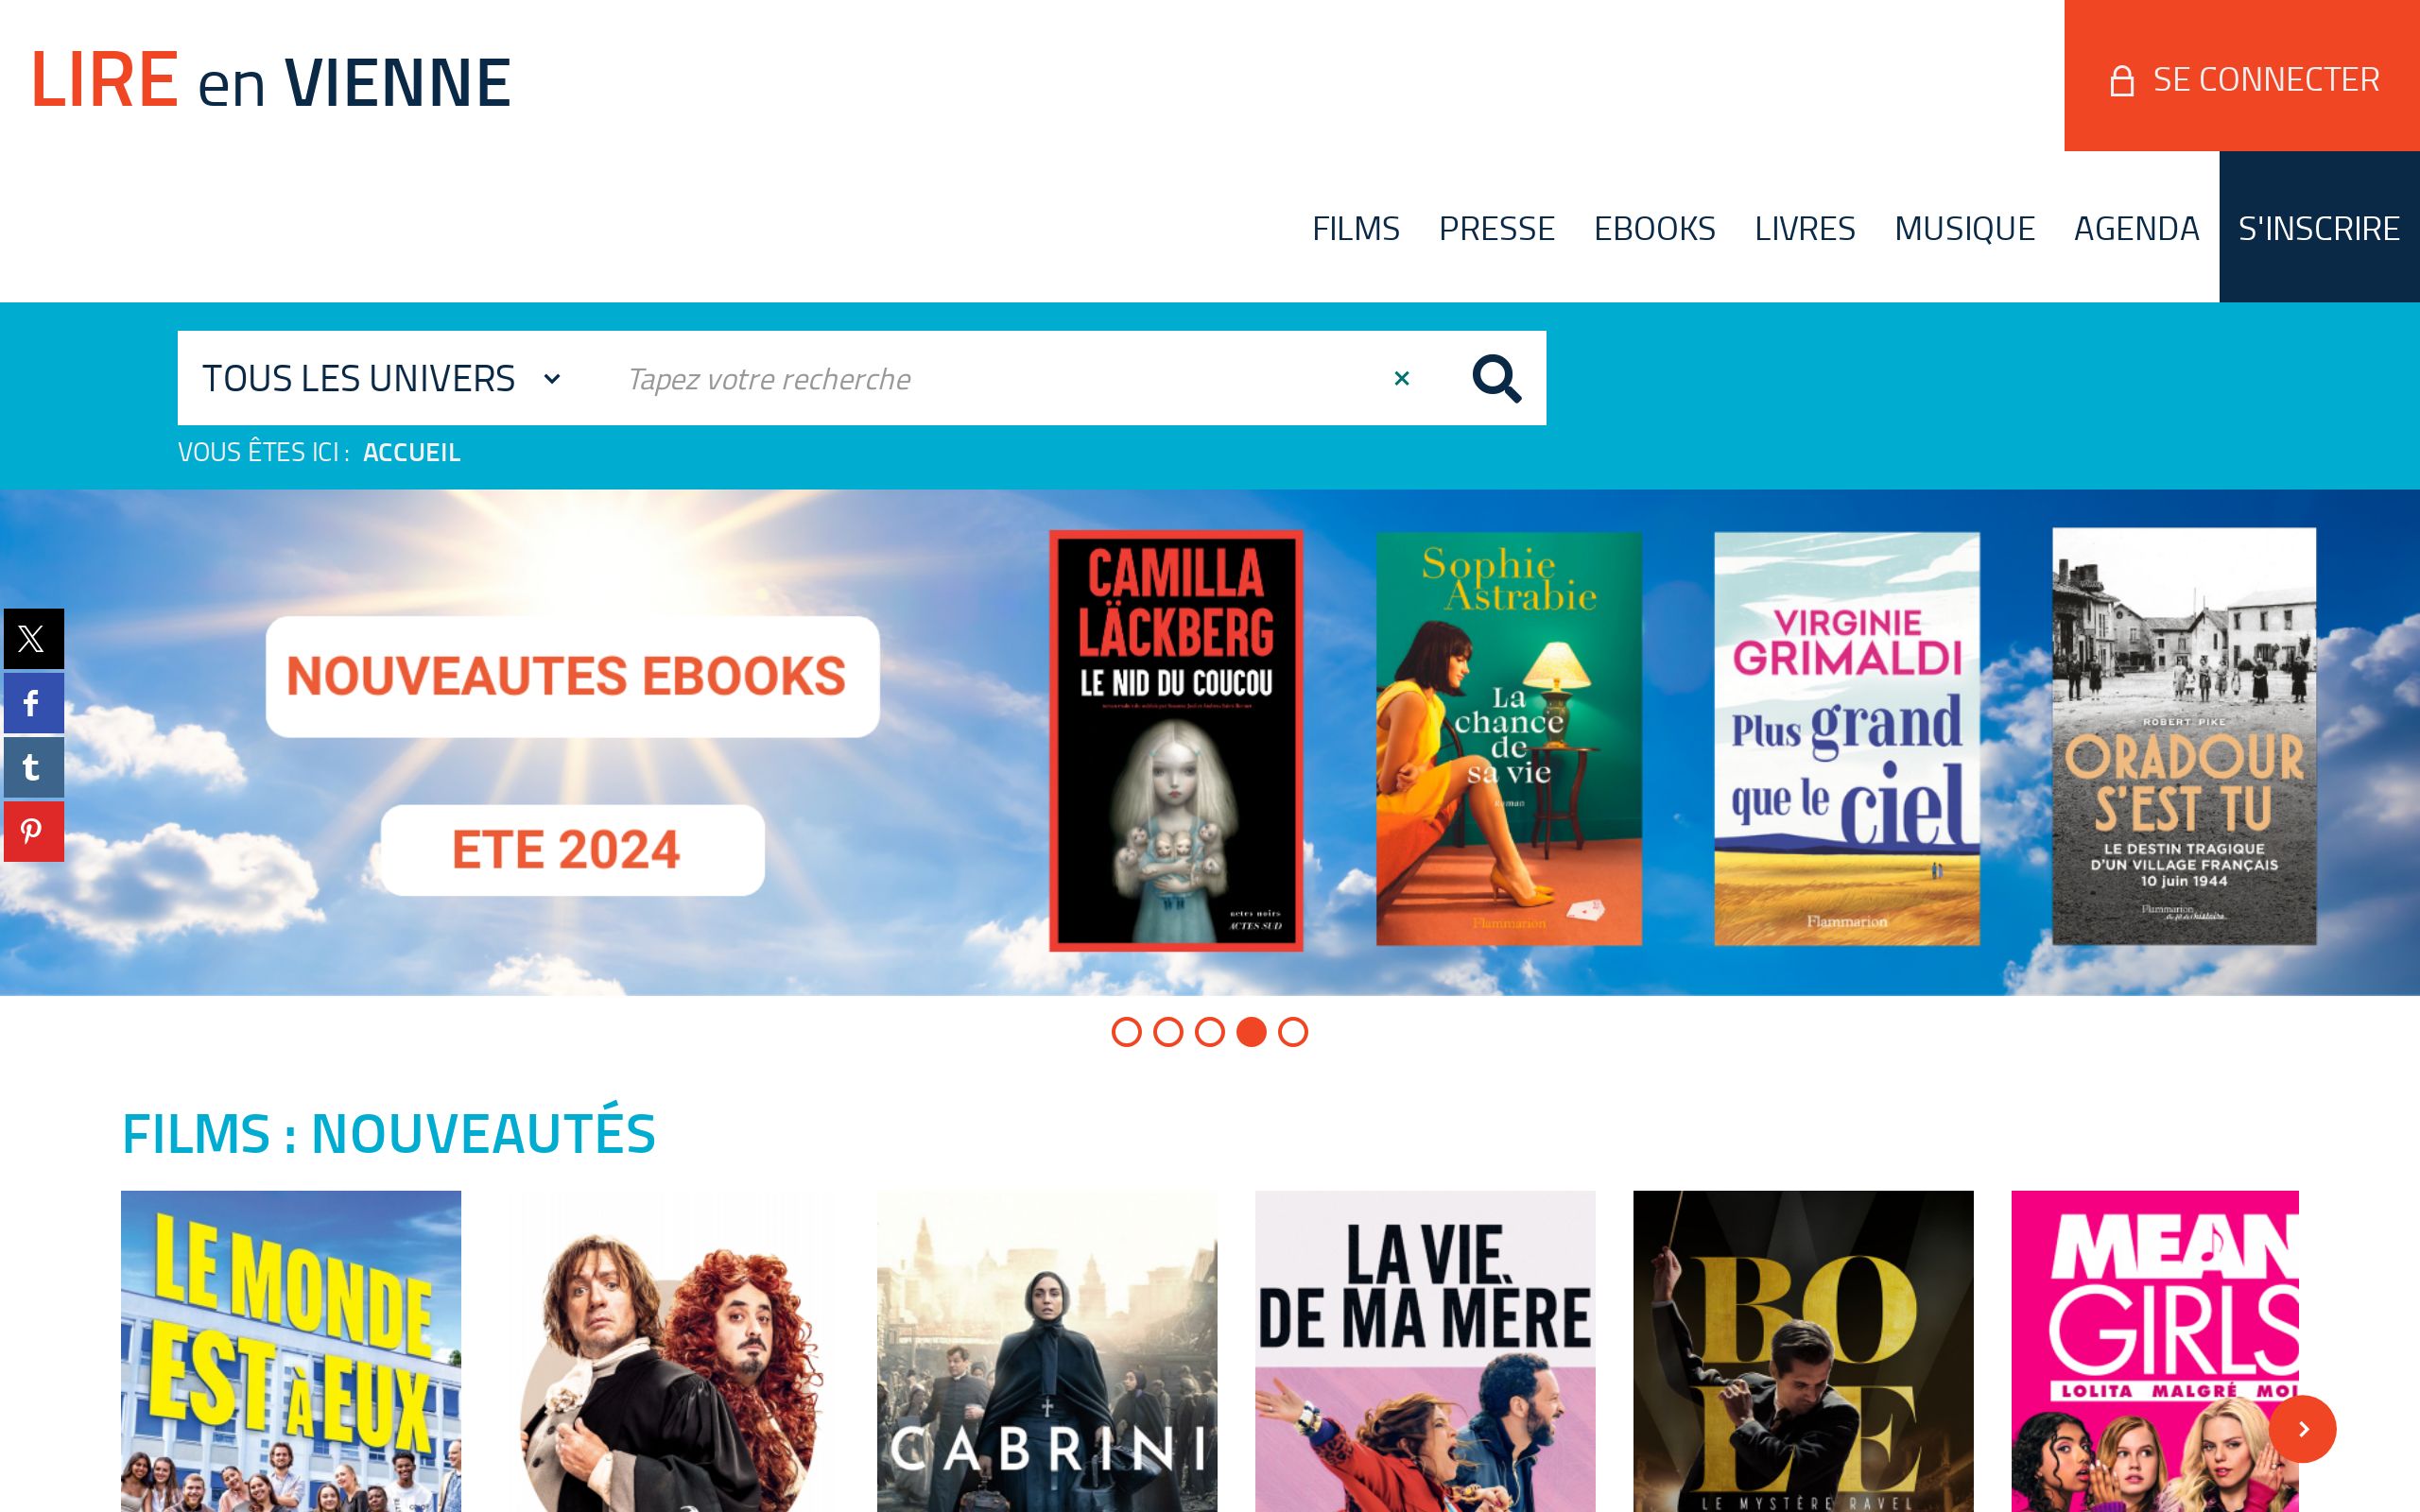 LIRE en VIENNE
SE CONNECTER
FILMS PRESSE EBOOKS LIVRES MUSIQUE AGENDA S'INSCRIRE
TOUS LES UNIVERS
Tapez votre recherche
VOUS ÊTES ICI : ACCUEIL
NOUVEAUTES EBOOKS
ETE 2024
CAMILLA
LÄCKBERG
LE NID DU COUCOU
actes noirs
ACTES SUD
Sophie
Astrabie
La
chance
de
sa vie
roman
Flammarion
VIRGINIE
GRIMALDI
Plus grand
que le ciel
Flammarion
ROBERT PIKE
ORADOUR
S'EST TU
LE DESTIN TRAGIQUE
D'UN VILLAGE FRANÇAIS
10 juin 1944
Flammarion
FILMS : NOUVEAUTÉS
LE MONDE
EST À EUX
CABRINI
LA VIE
DE MA MÈRE
BO
LE
LE MYSTÈRE RAVEL
MEAN
GIRLS
LOLITA MALGRÉ MOI